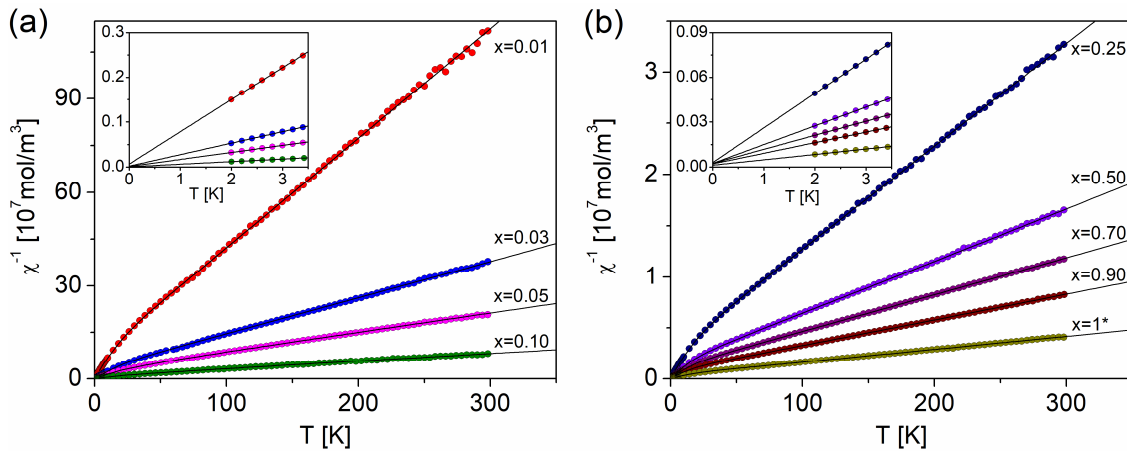 (a)
χ⁻¹ [10⁷mol/m³]
90
60
30
0
0
100
200
300
T [K]
x=0.01
x=0.03
x=0.05
x=0.10
0.3
0.2
0.1
0.0
0
1
2
3
T [K]
(b)
χ⁻¹ [10⁷mol/m³]
3
2
1
0
0
100
200
300
T [K]
x=0.25
x=0.50
x=0.70
x=0.90
x=1*
0.09
0.06
0.03
0.00
0
1
2
3
T [K]